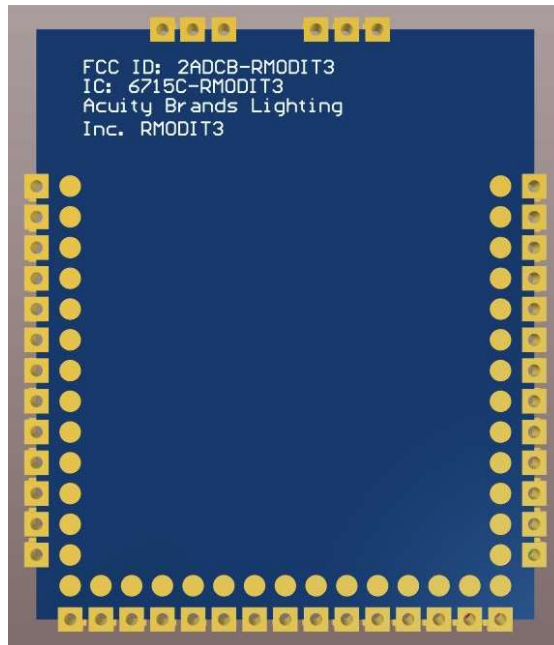 FCC ID: 2ADCB-RMODIT3
IC: 6715C-RMODIT3
Acuity Brands Lighting
Inc. RMODIT3